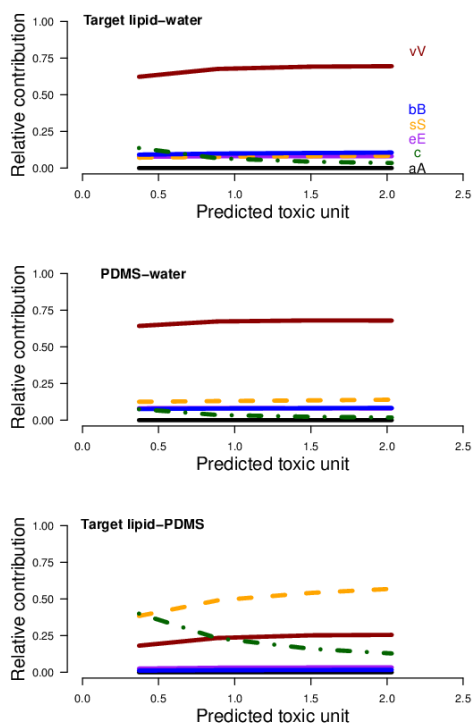 Target lipid–water
Relative contribution
1.00
0.75
0.50
0.25
0.00
vV
bB
sS
eE
c
aA
0.0 0.5 1.0 1.5 2.0 2.5
Predicted toxic unit
PDMS–water
Relative contribution
1.00
0.75
0.50
0.25
0.00
0.0 0.5 1.0 1.5 2.0 2.5
Predicted toxic unit
Target lipid–PDMS
Relative contribution
1.00
0.75
0.50
0.25
0.00
0.0 0.5 1.0 1.5 2.0 2.5
Predicted toxic unit